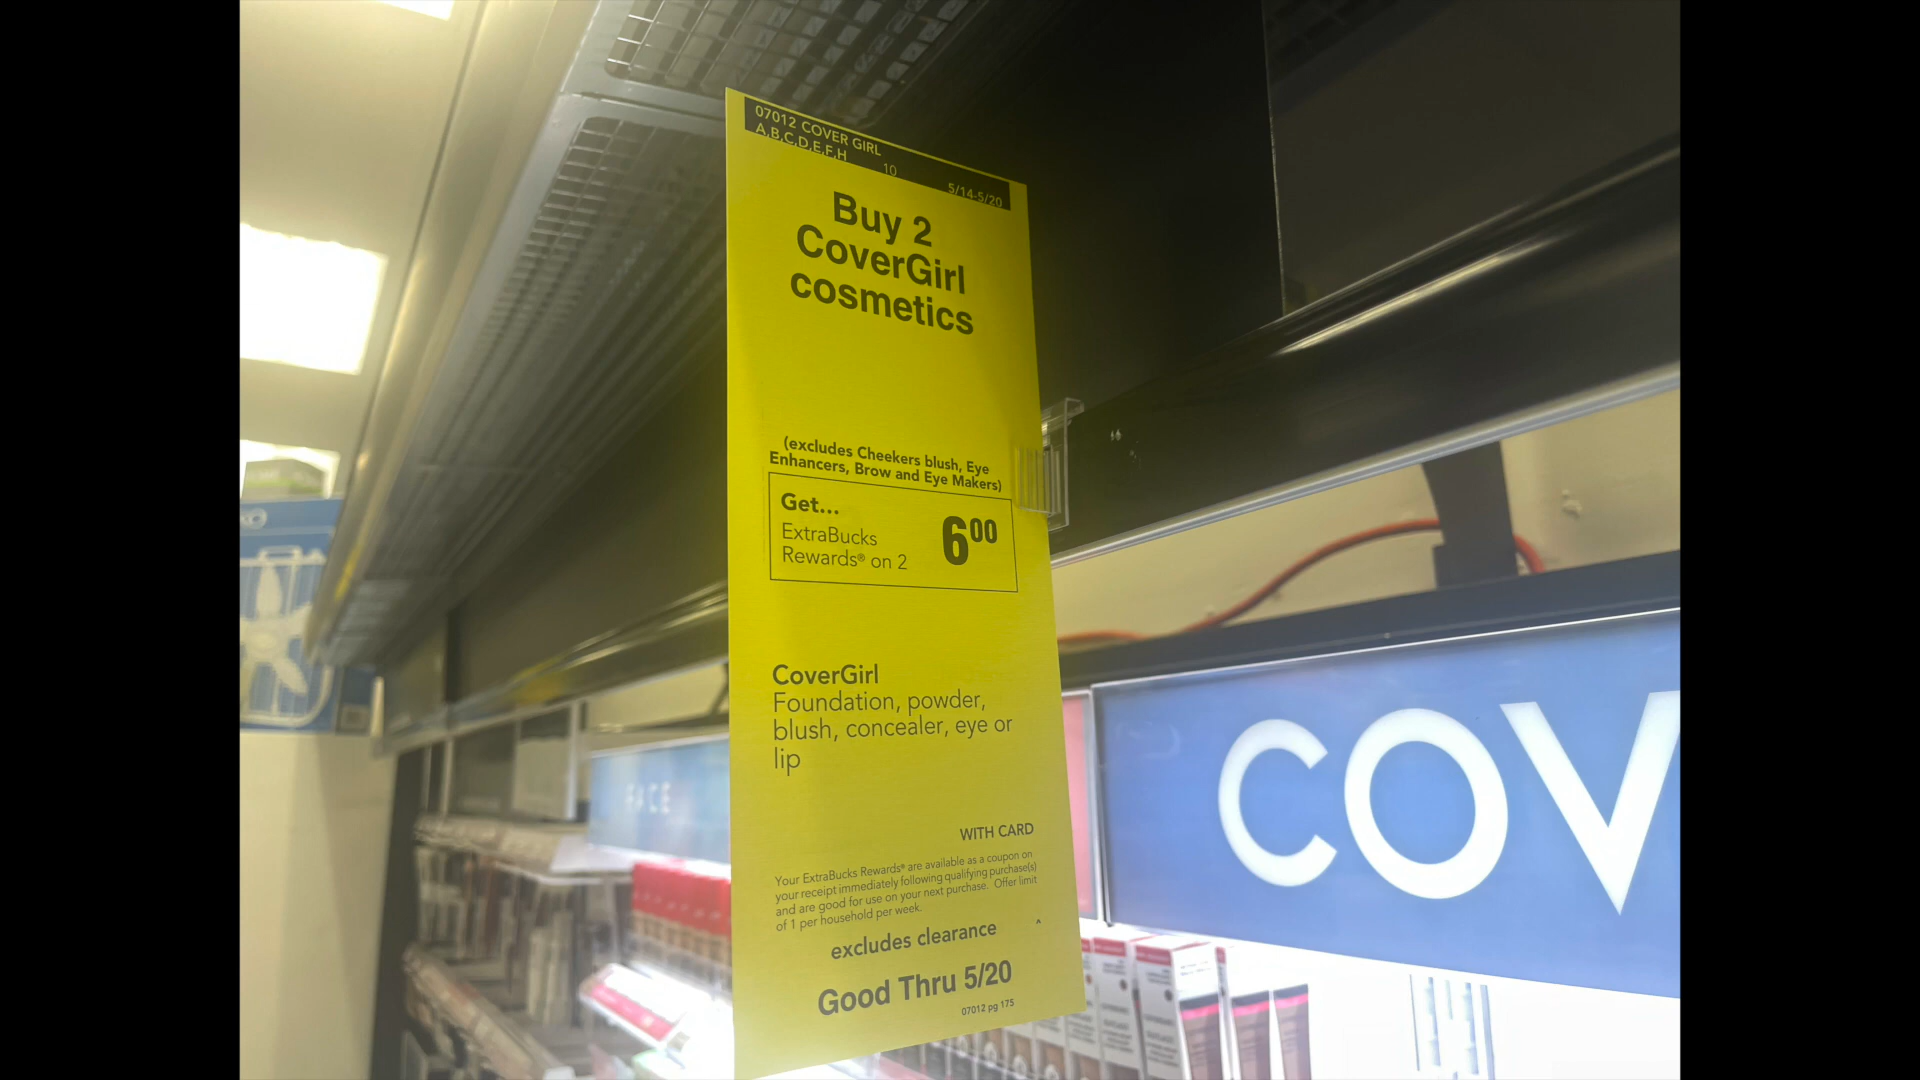 07012 COVER GIRL
A,B,C,D,E,F,H 10 5/14-5/20
Buy 2
CoverGirl
cosmetics
(excludes Cheekers blush, Eye
Enhancers, Brow and Eye Makers)
Get...
ExtraBucks
Rewards® on 2
6⁰⁰
CoverGirl
Foundation, powder,
blush, concealer, eye or
lip
WITH CARD
Your ExtraBucks Rewards® are available as a coupon on
your receipt immediately following qualifying purchase(s)
and are good for use on your next purchase. Offer limit
of 1 per household per week.
^
excludes clearance
Good Thru 5/20
07012 pg 175
FACE
COV